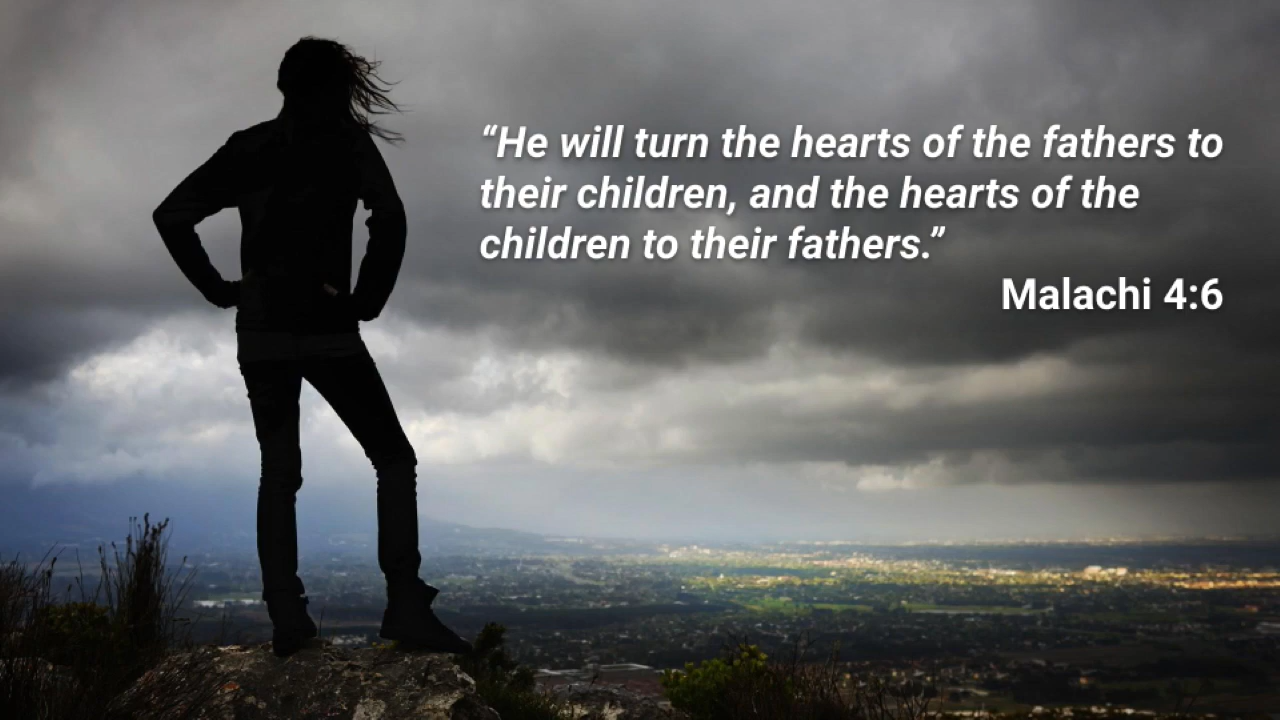 “He will turn the hearts of the fathers to
their children, and the hearts of the
children to their fathers.”
Malachi 4:6